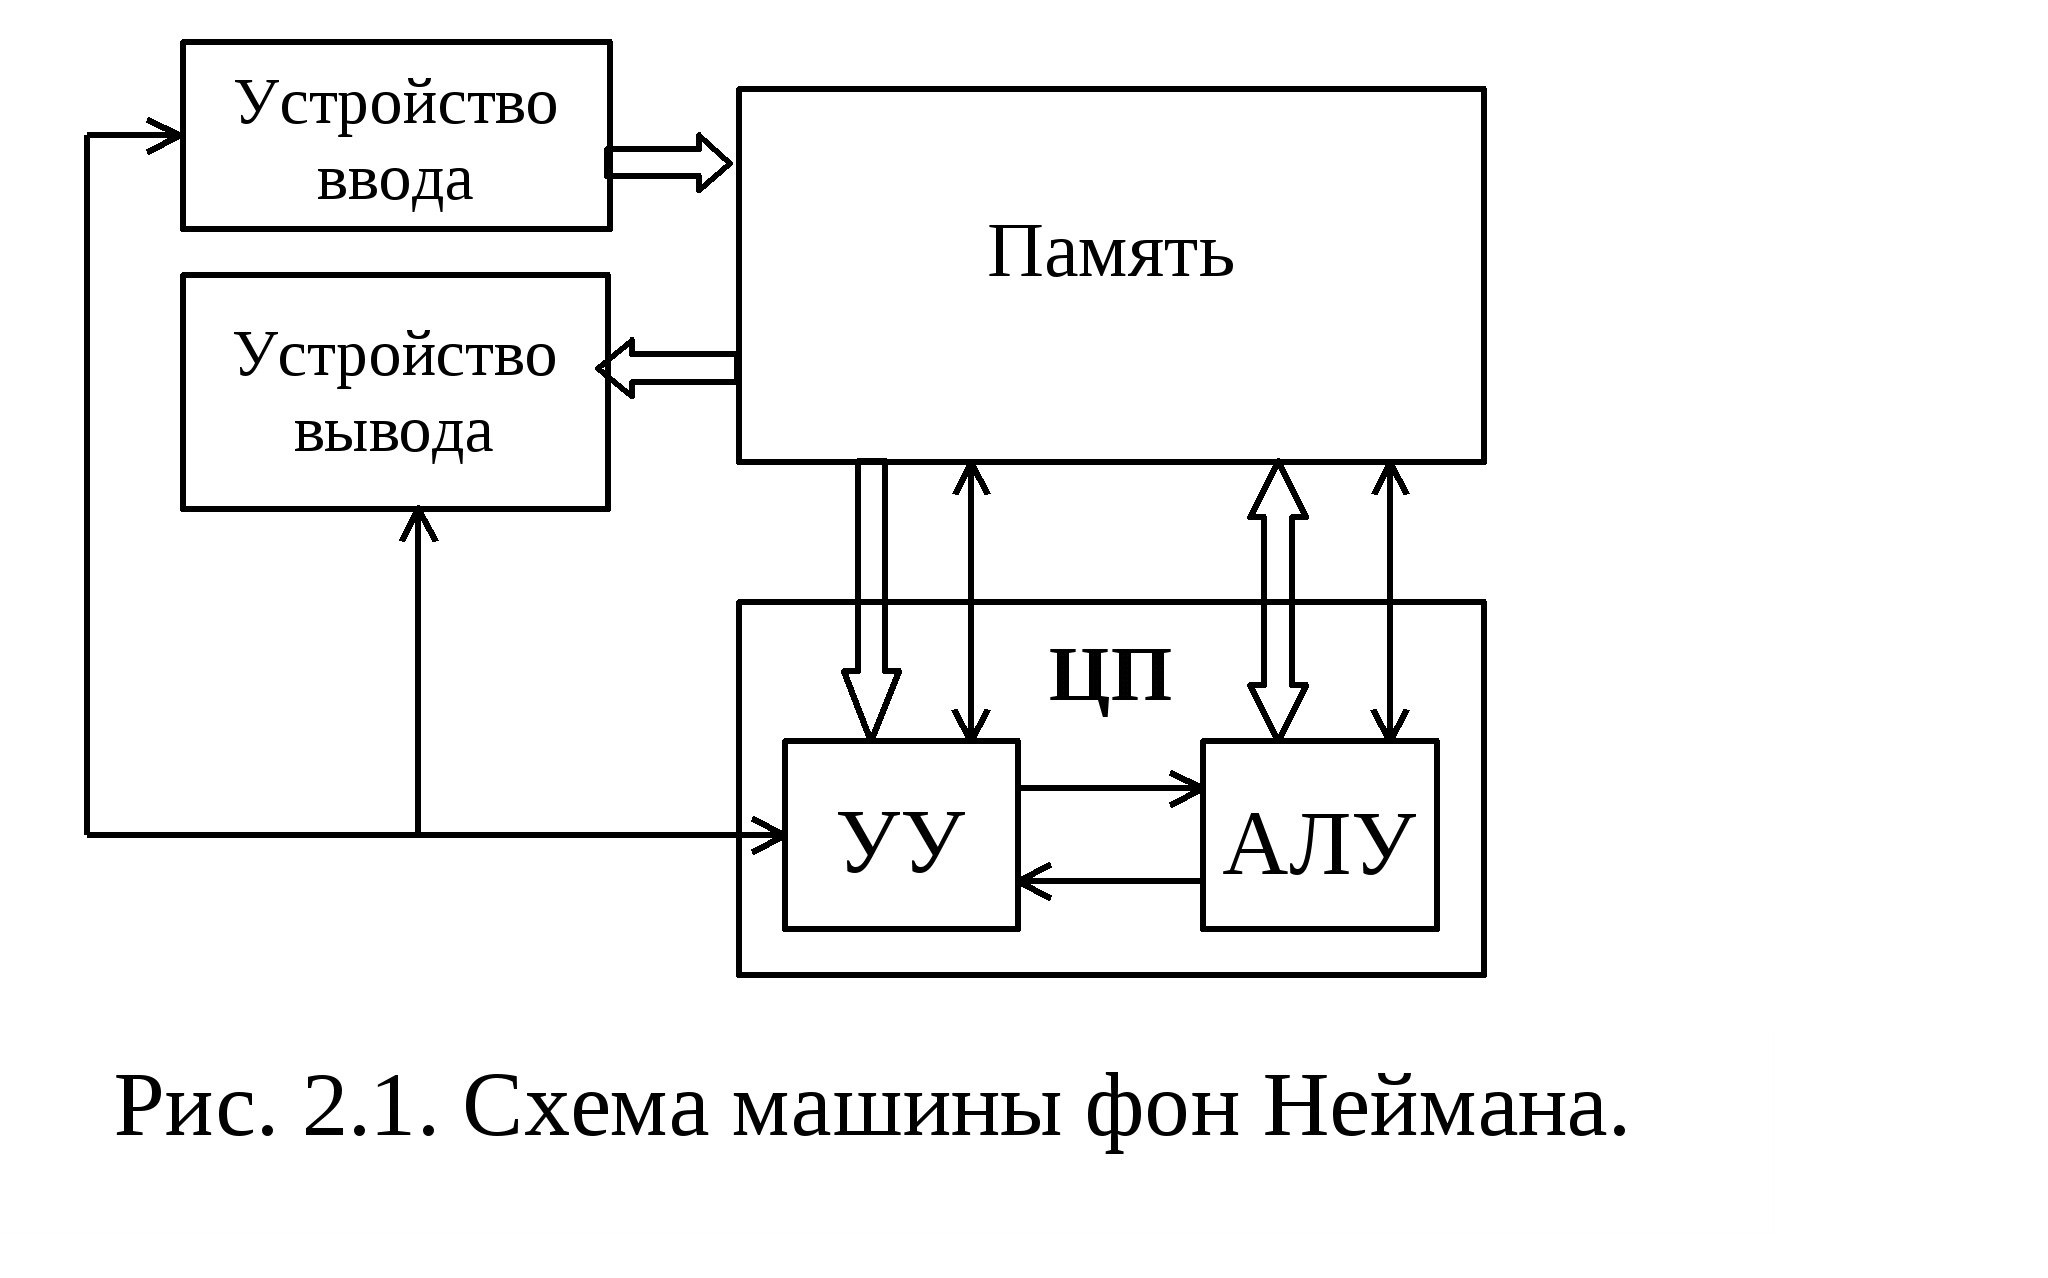 Устройство
ввода
Память
Устройство
вывода
ЦП
УУ
АЛУ
Рис. 2.1. Схема машины фон Неймана.